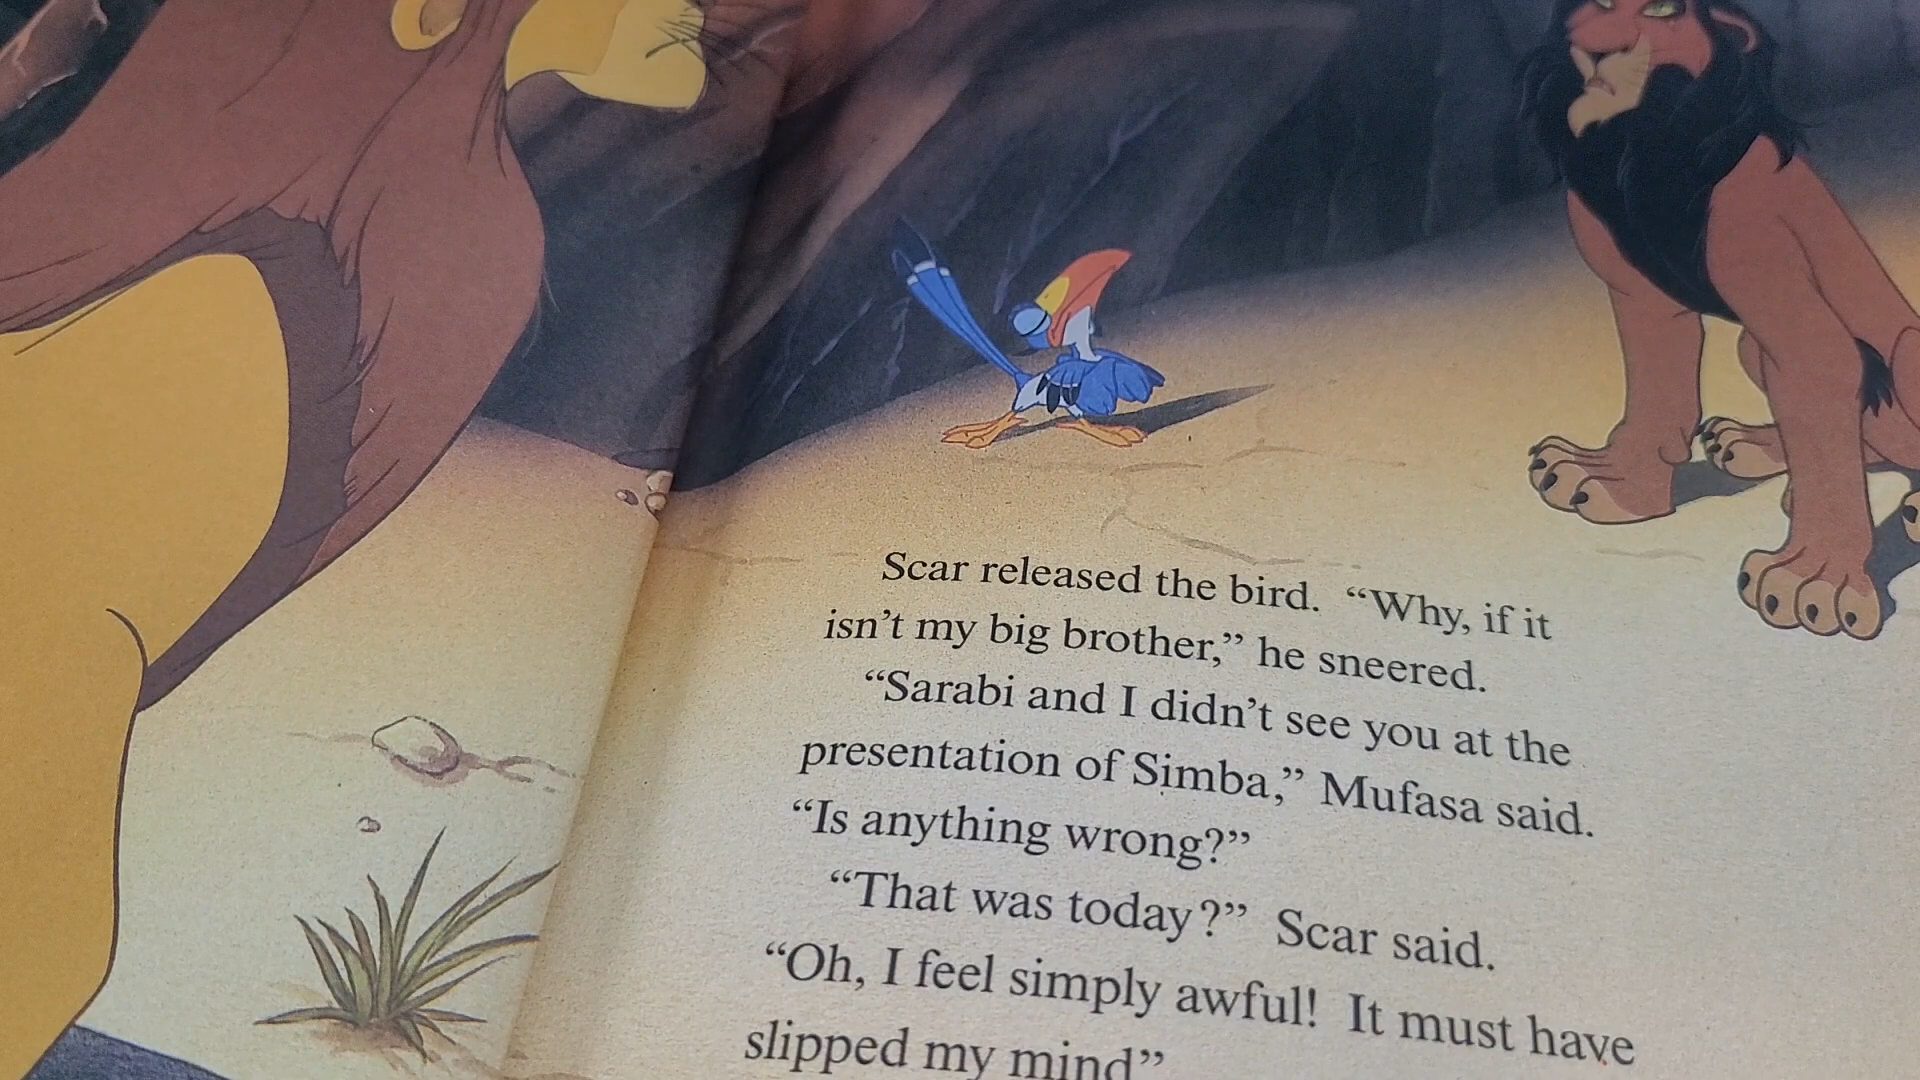 Scar released the bird. “Why, if it
isn’t my big brother,” he sneered.
“Sarabi and I didn’t see you at the
presentation of Simba,” Mufasa said.
“Is anything wrong?”
“That was today?” Scar said.
“Oh, I feel simply awful! It must have
slipped my mind”